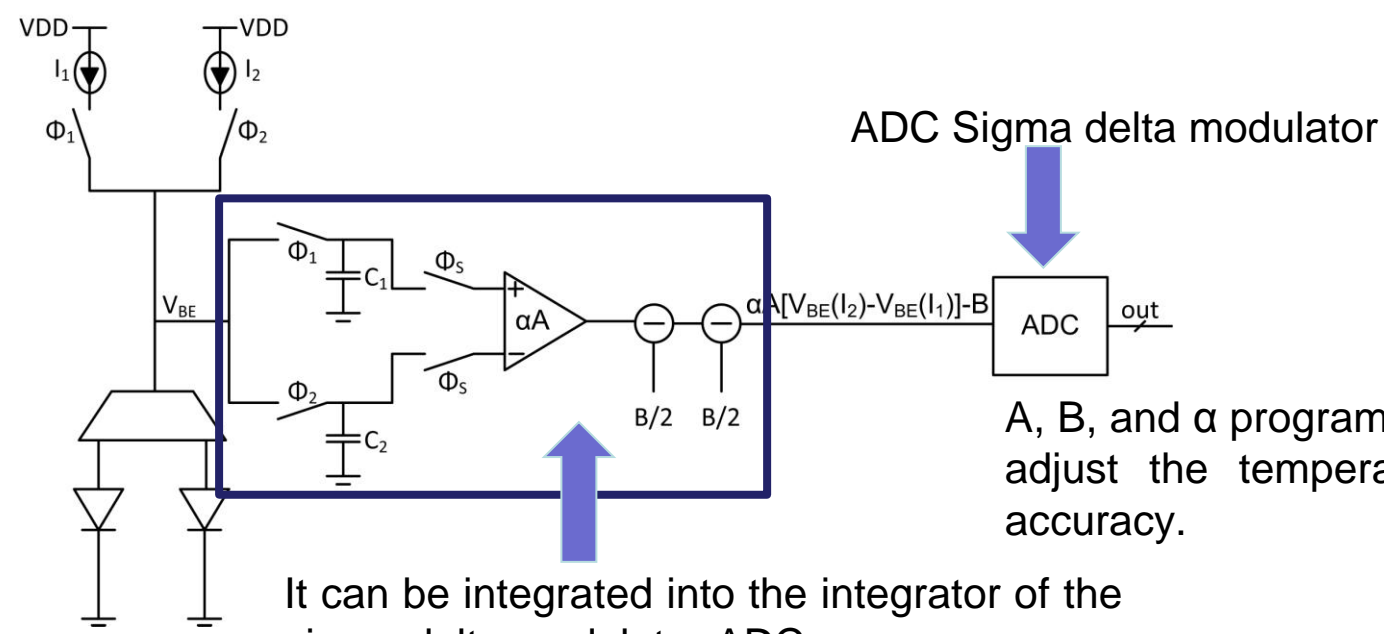 VDD
VDD
I₁
I₂
Φ₁
Φ₂
ADC Sigma delta modulator
Φ₁
C₁
Φ_S
V_BE
αA
αA[V_BE(I₂)-V_BE(I₁)]-B
ADC
out
Φ₂
Φ_S
C₂
B/2
B/2
A, B, and α program
adjust the tempera
accuracy.
It can be integrated into the integrator of the